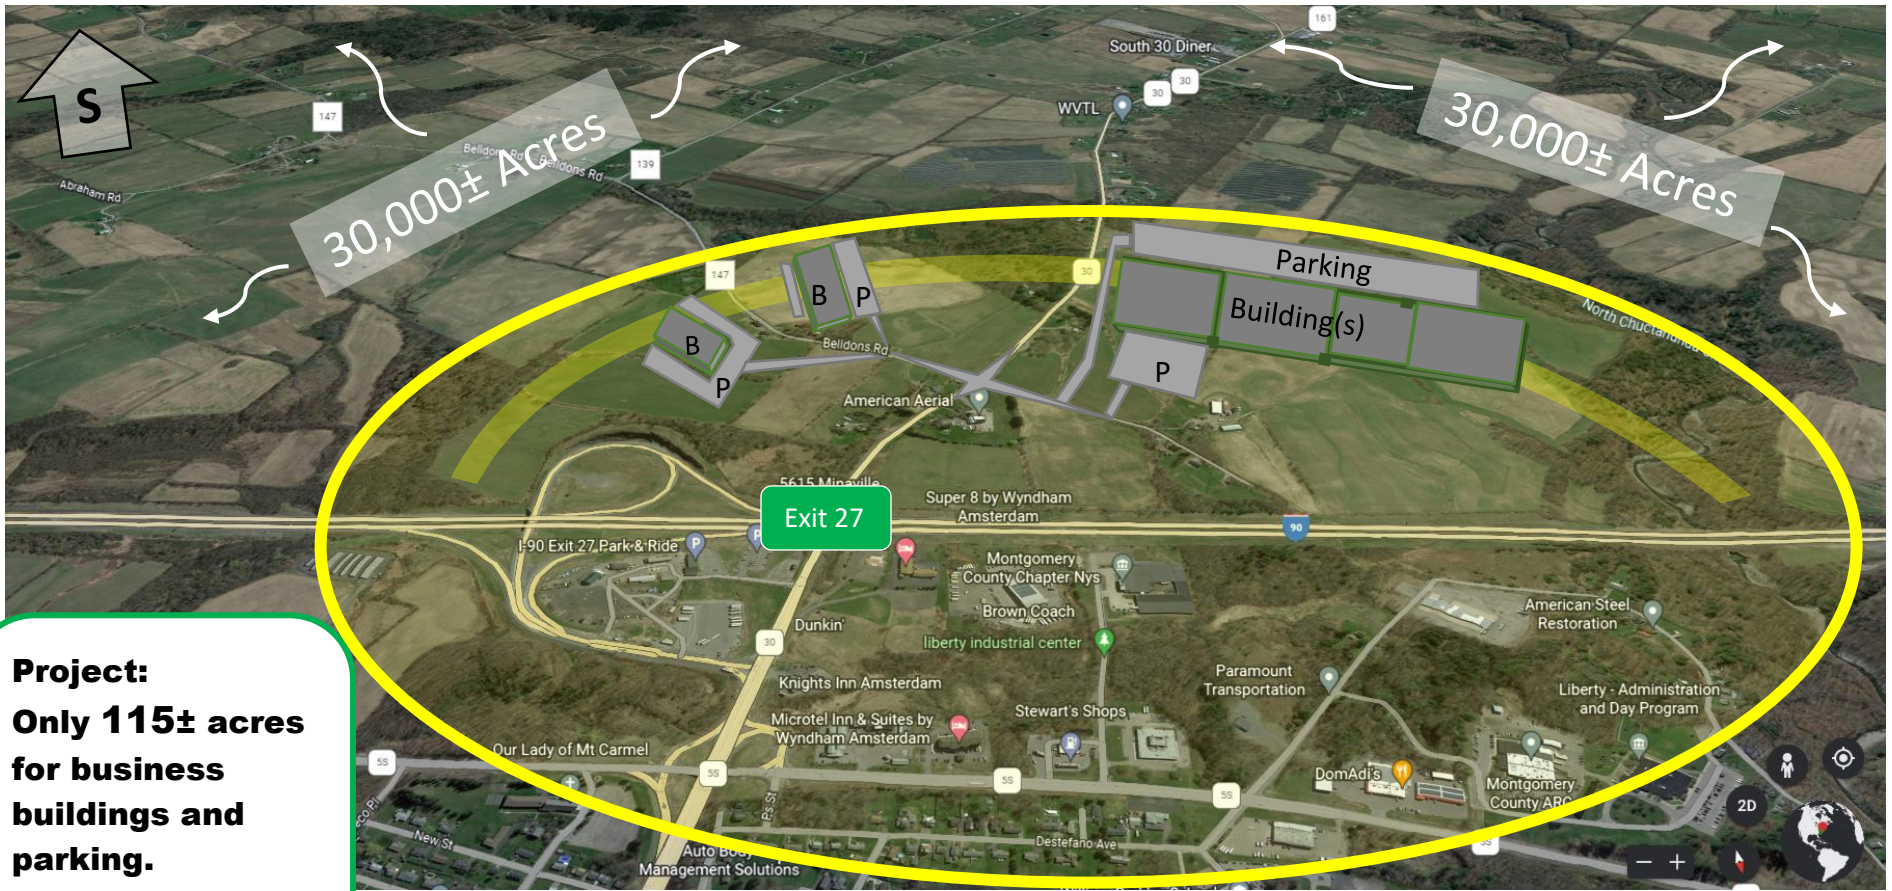 161
South 30 Diner
S
30
30
WVTL
147
30,000± Acres
30,000± Acres
Belldons Rd
Belldons Rd
139
Abraham Rd
147
30
Parking
B
P
Building(s)
North Chuctanunda
B
P
Belldons Rd
P
American Aerial
5615 Minaville
Exit 27
Super 8 by Wyndham
Amsterdam
90
I-90 Exit 27 Park & Ride
P
P
Montgomery
County Chapter Nys
Brown Coach
American Steel
Restoration
Dunkin'
30
liberty industrial center
Project:
Only 115± acres
for business
buildings and
parking.
Knights Inn Amsterdam
Paramount
Transportation
Liberty - Administration
and Day Program
Microtel Inn & Suites by
Wyndham Amsterdam
Stewart's Shops
Our Lady of Mt Carmel
5S
5S
5S
5S
DomAdi's
Montgomery
County ARC
2D
New St
Destefano Ave
5S
Auto Body
Management Solutions